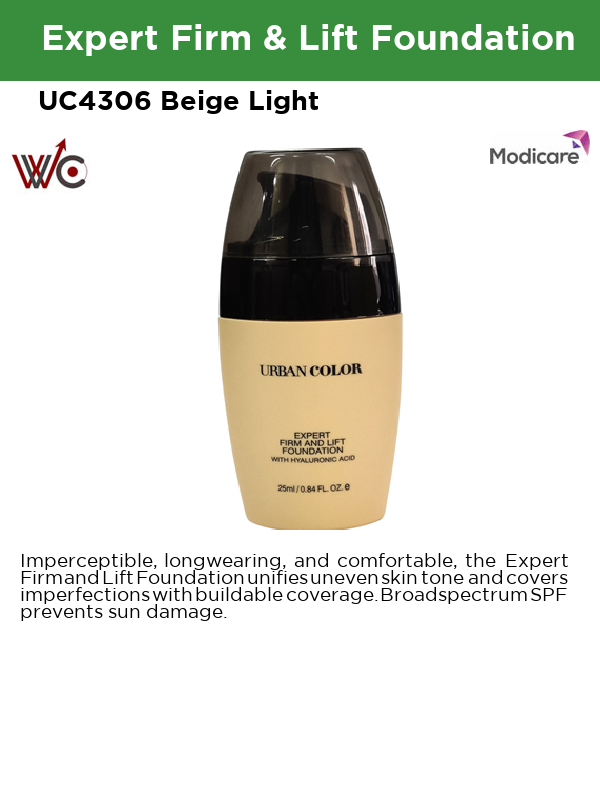 Expert Firm & Lift Foundation
UC4306 Beige Light
WC
Modicare
URBAN COLOR
EXPERT
FIRM AND LIFT
FOUNDATION
WITH HYALURONIC ACID
25ml / 0.84 FL. OZ. e
Imperceptible, longwearing, and comfortable, the Expert
Firmand Lift Foundation unifies uneven skin tone and covers
imperfections with buildable coverage. Broadspectrum SPF
prevents sun damage.